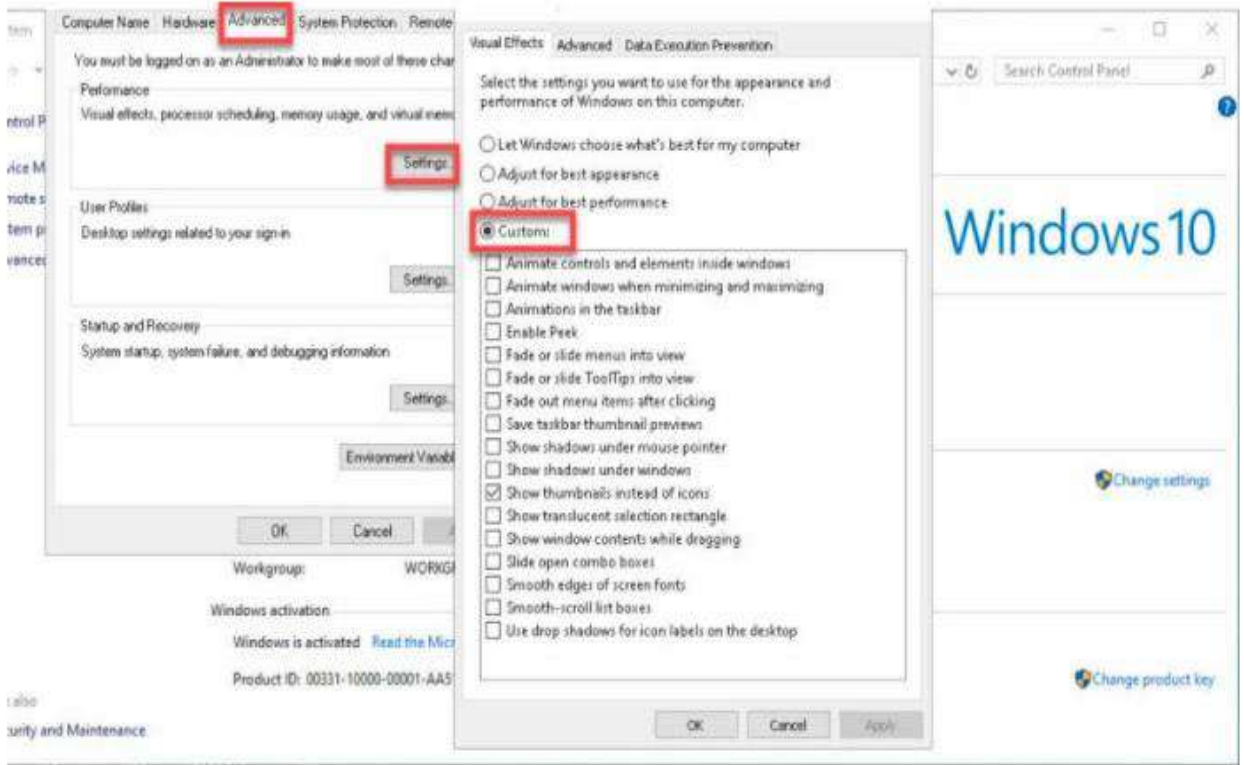 Computer Name Hardware Advanced System Protection Remote
You must be logged on as an Administrator to make most of these char
Performance
Visual effects, processor scheduling, memory usage, and virtual mem
Settings..
User Profiles
Desktop settings related to your sign-in
Settings..
Startup and Recovery
System startup, system failure, and debugging information
Settings..
Environment Variabl
OK Cancel
Visual Effects Advanced Data Execution Prevention
Select the settings you want to use for the appearance and
performance of Windows on this computer.
Let Windows choose what's best for my computer
Adjust for best appearance
Adjust for best performance
Custom:
Animate controls and elements inside windows
Animate windows when minimizing and maximizing
Animations in the taskbar
Enable Peek
Fade or slide menus into view
Fade or slide ToolTips into view
Fade out menu items after clicking
Save taskbar thumbnail previews
Show shadows under mouse pointer
Show shadows under windows
Show thumbnails instead of icons
Show translucent selection rectangle
Show window contents while dragging
Slide open combo boxes
Smooth edges of screen fonts
Smooth-scroll list boxes
Use drop shadows for icon labels on the desktop
OK Cancel Apply
Search Control Panel
Windows 10
Change settings
Workgroup: WORKG
Windows activation
Windows is activated Read the Micr
Product ID: 00331-10000-00001-AA5
Change product key
also
urity and Maintenance